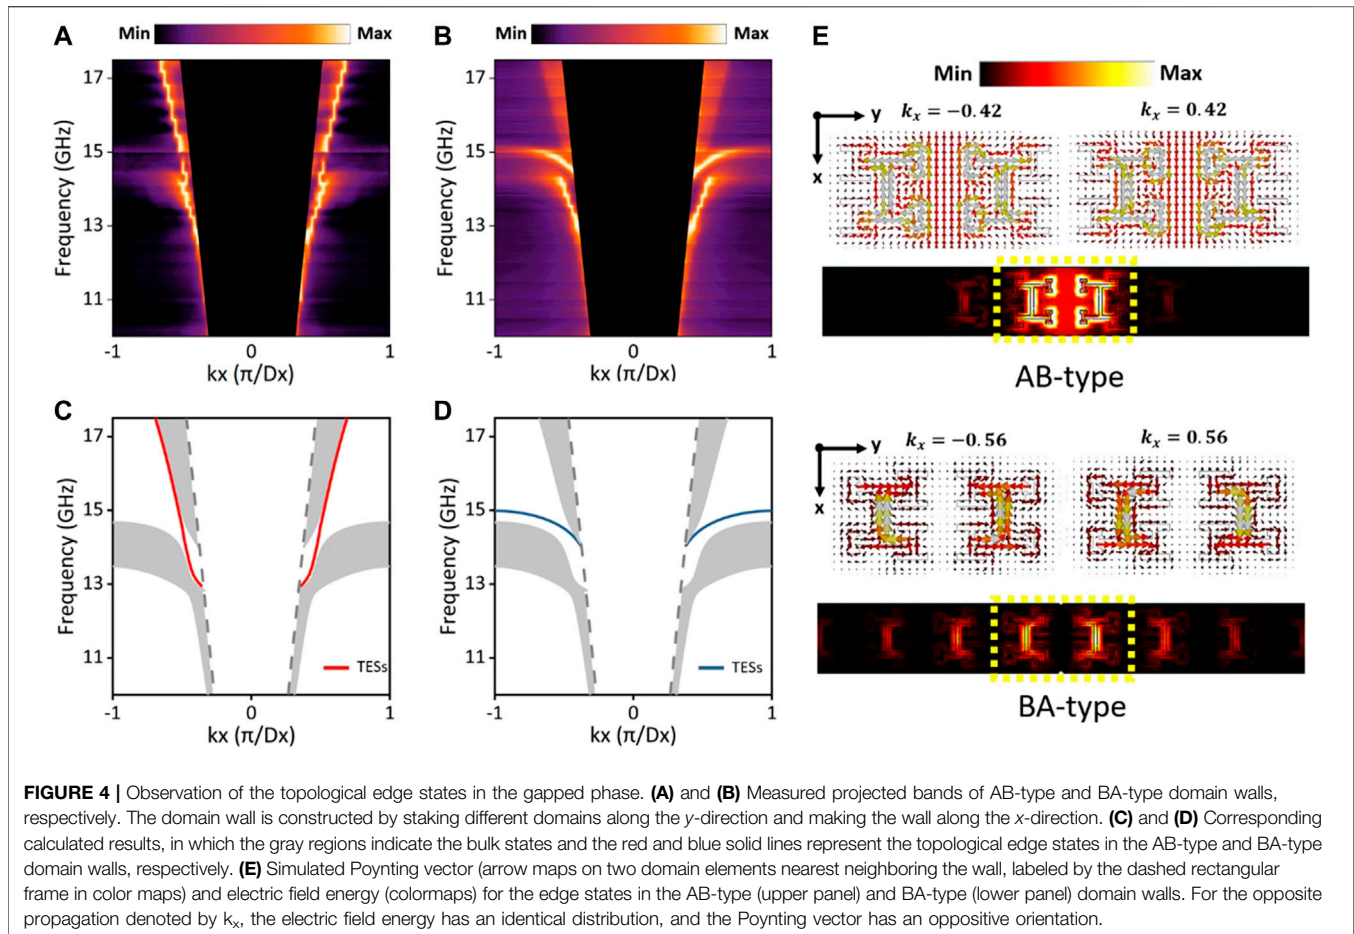 A
Min
Max
B
Min
Max
E
Min
Max
17
15
13
11
Frequency (GHz)
-1
0
1
kx (π/Dx)
17
15
13
11
Frequency (GHz)
-1
0
1
kx (π/Dx)
y
x
kₓ = −0.42
kₓ = 0.42
AB-type
C
17
15
13
11
Frequency (GHz)
TESs
-1
0
1
kx (π/Dx)
D
17
15
13
11
Frequency (GHz)
TESs
-1
0
1
kx (π/Dx)
y
x
kₓ = −0.56
kₓ = 0.56
BA-type
FIGURE 4 | Observation of the topological edge states in the gapped phase. (A) and (B) Measured projected bands of AB-type and BA-type domain walls,
respectively. The domain wall is constructed by staking different domains along the y-direction and making the wall along the x-direction. (C) and (D) Corresponding
calculated results, in which the gray regions indicate the bulk states and the red and blue solid lines represent the topological edge states in the AB-type and BA-type
domain walls, respectively. (E) Simulated Poynting vector (arrow maps on two domain elements nearest neighboring the wall, labeled by the dashed rectangular
frame in color maps) and electric field energy (colormaps) for the edge states in the AB-type (upper panel) and BA-type (lower panel) domain walls. For the opposite
propagation denoted by kₓ, the electric field energy has an identical distribution, and the Poynting vector has an oppositive orientation.